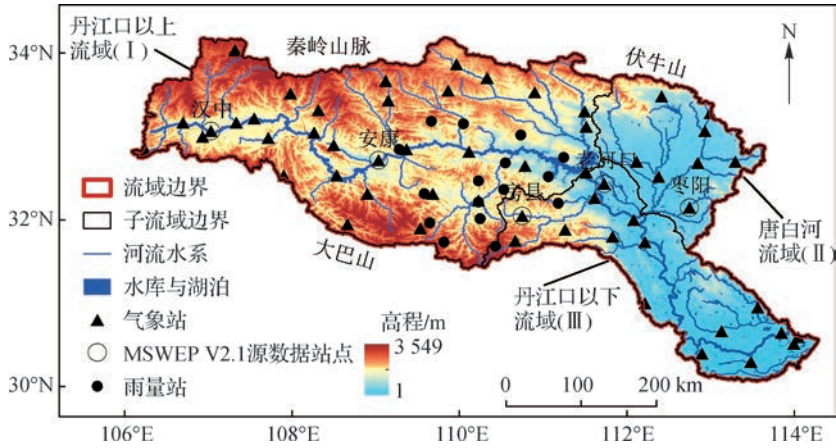 丹江口以上
流域(Ⅰ)
秦岭山脉
伏牛山
N
34°N
32°N
30°N
汉中
安康
老河口
房县
枣阳
大巴山
唐白河
流域(Ⅱ)
丹江口以下
流域(Ⅲ)
流域边界
子流域边界
河流水系
水库与湖泊
气象站
MSWEP V2.1源数据站点
雨量站
高程/m
3 549
1
0 100 200 km
106°E 108°E 110°E 112°E 114°E